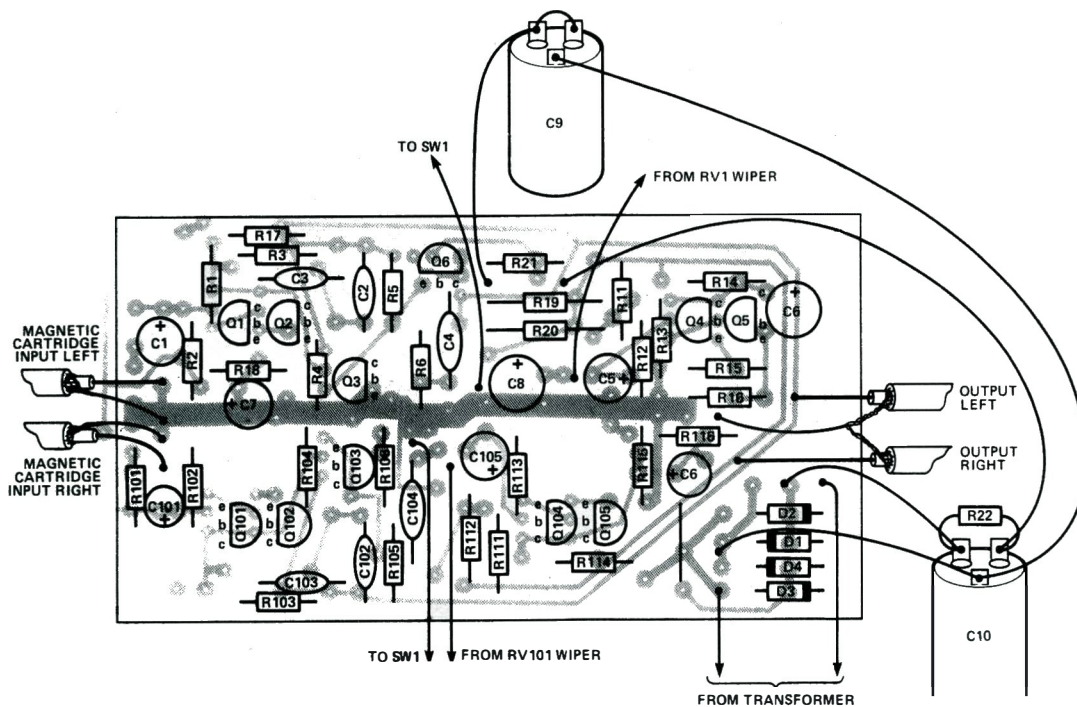 C9
TO SW1
FROM RV1 WIPER
R17
R3
C3
R1
C2
R5
Q6
e b c
R21
R19
R20
R11
R14
C6
+
Q1
c
b
e
Q2
c
b
e
Q4
Q5
e
b
C4
R13
R12
MAGNETIC
CARTRIDGE
INPUT LEFT
+
C1
R2
R18
R4
Q3
c
b
e
R6
C8
+
C5
+
R15
R18
C7
+
OUTPUT
LEFT
MAGNETIC
CARTRIDGE
INPUT RIGHT
R101
R102
C101
+
R104
Q103
e
b
c
R106
C105
+
R113
R116
R118
C6
+
OUTPUT
RIGHT
C104
Q101
e
b
c
Q102
e
b
c
R112
R111
Q104
e
b
c
Q105
e
b
c
D2
D1
D4
D3
R22
C102
R105
R114
C103
R103
C10
TO SW1
FROM RV101 WIPER
FROM TRANSFORMER